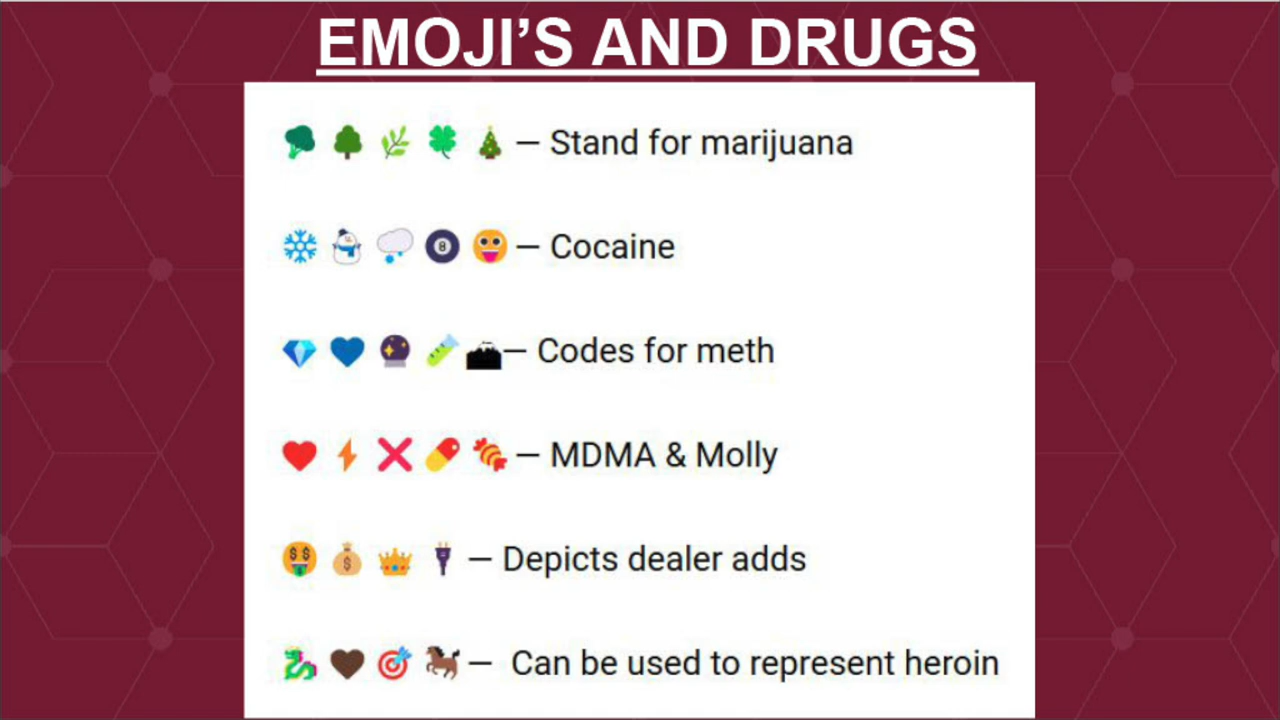 EMOJI’S AND DRUGS
🥦 🌳 🌿 🍀 🎄 — Stand for marijuana
❄️ ⛄ 🌨️ 🎱 😛 — Cocaine
💎 💙 🔮 🧪 🏔 — Codes for meth
❤️ ⚡ ❌ 💊 🍬 — MDMA & Molly
🤑 💰 👑 🔌 — Depicts dealer adds
🐉 🤎 🎯 🐎 — Can be used to represent heroin